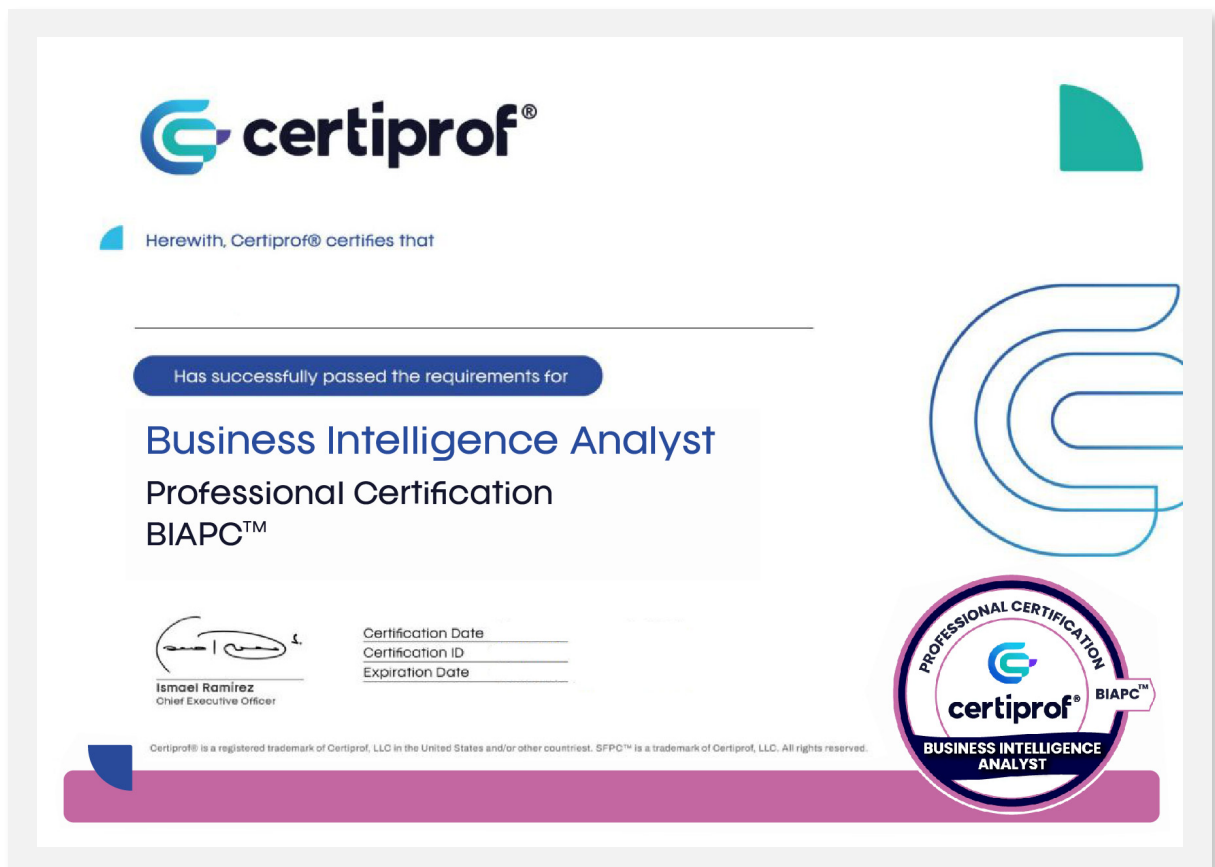 certiprof®
Herewith, Certiprof® certifies that
Has successfully passed the requirements for
Business Intelligence Analyst
Professional Certification
BIAPC™
Ismael Ramírez
Chief Executive Officer
Certification Date
Certification ID
Expiration Date
Certiprof® is a registered trademark of Certiprof, LLC in the United States and/or other countriest. SFPC™ is a trademark of Certiprof, LLC. All rights reserved.
PROFESSIONAL CERTIFICATION
certiprof®
BIAPC™
BUSINESS INTELLIGENCE
ANALYST